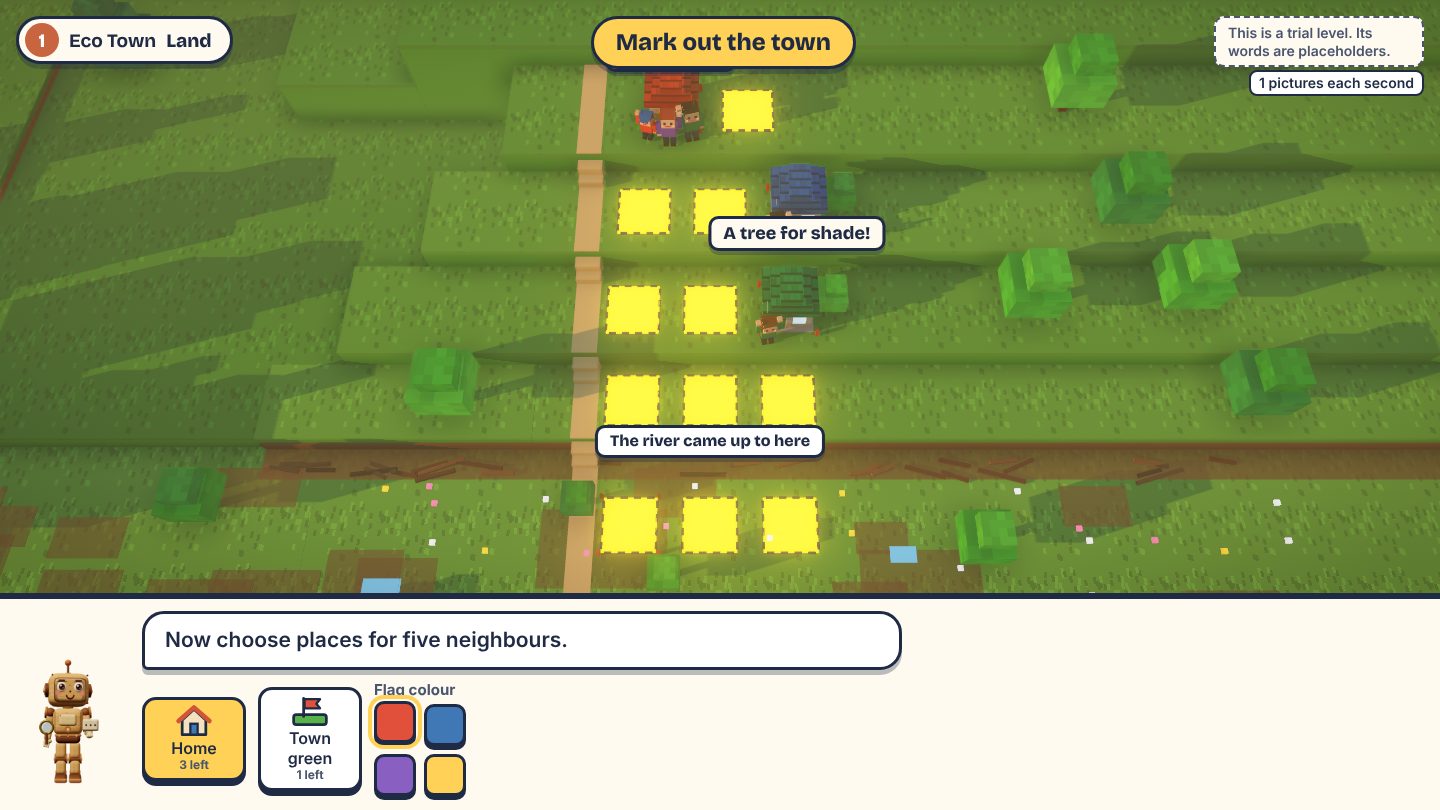 1 Eco Town Land
Mark out the town
This is a trial level. Its
words are placeholders.
1 pictures each second
A tree for shade!
The river came up to here
Now choose places for five neighbours.
Home
3 left
Town
green
1 left
Flag colour